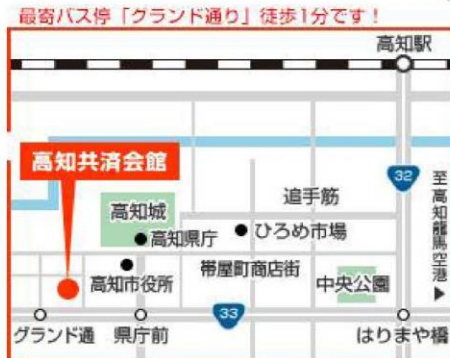 最寄バス停「グランド通り」徒歩1分です！
高知駅
高知共済会館
32
至高知龍馬空港▶
追手筋
高知城
高知県庁
ひろめ市場
高知市役所
帯屋町商店街
中央公園
33
グランド通
県庁前
はりまや橋